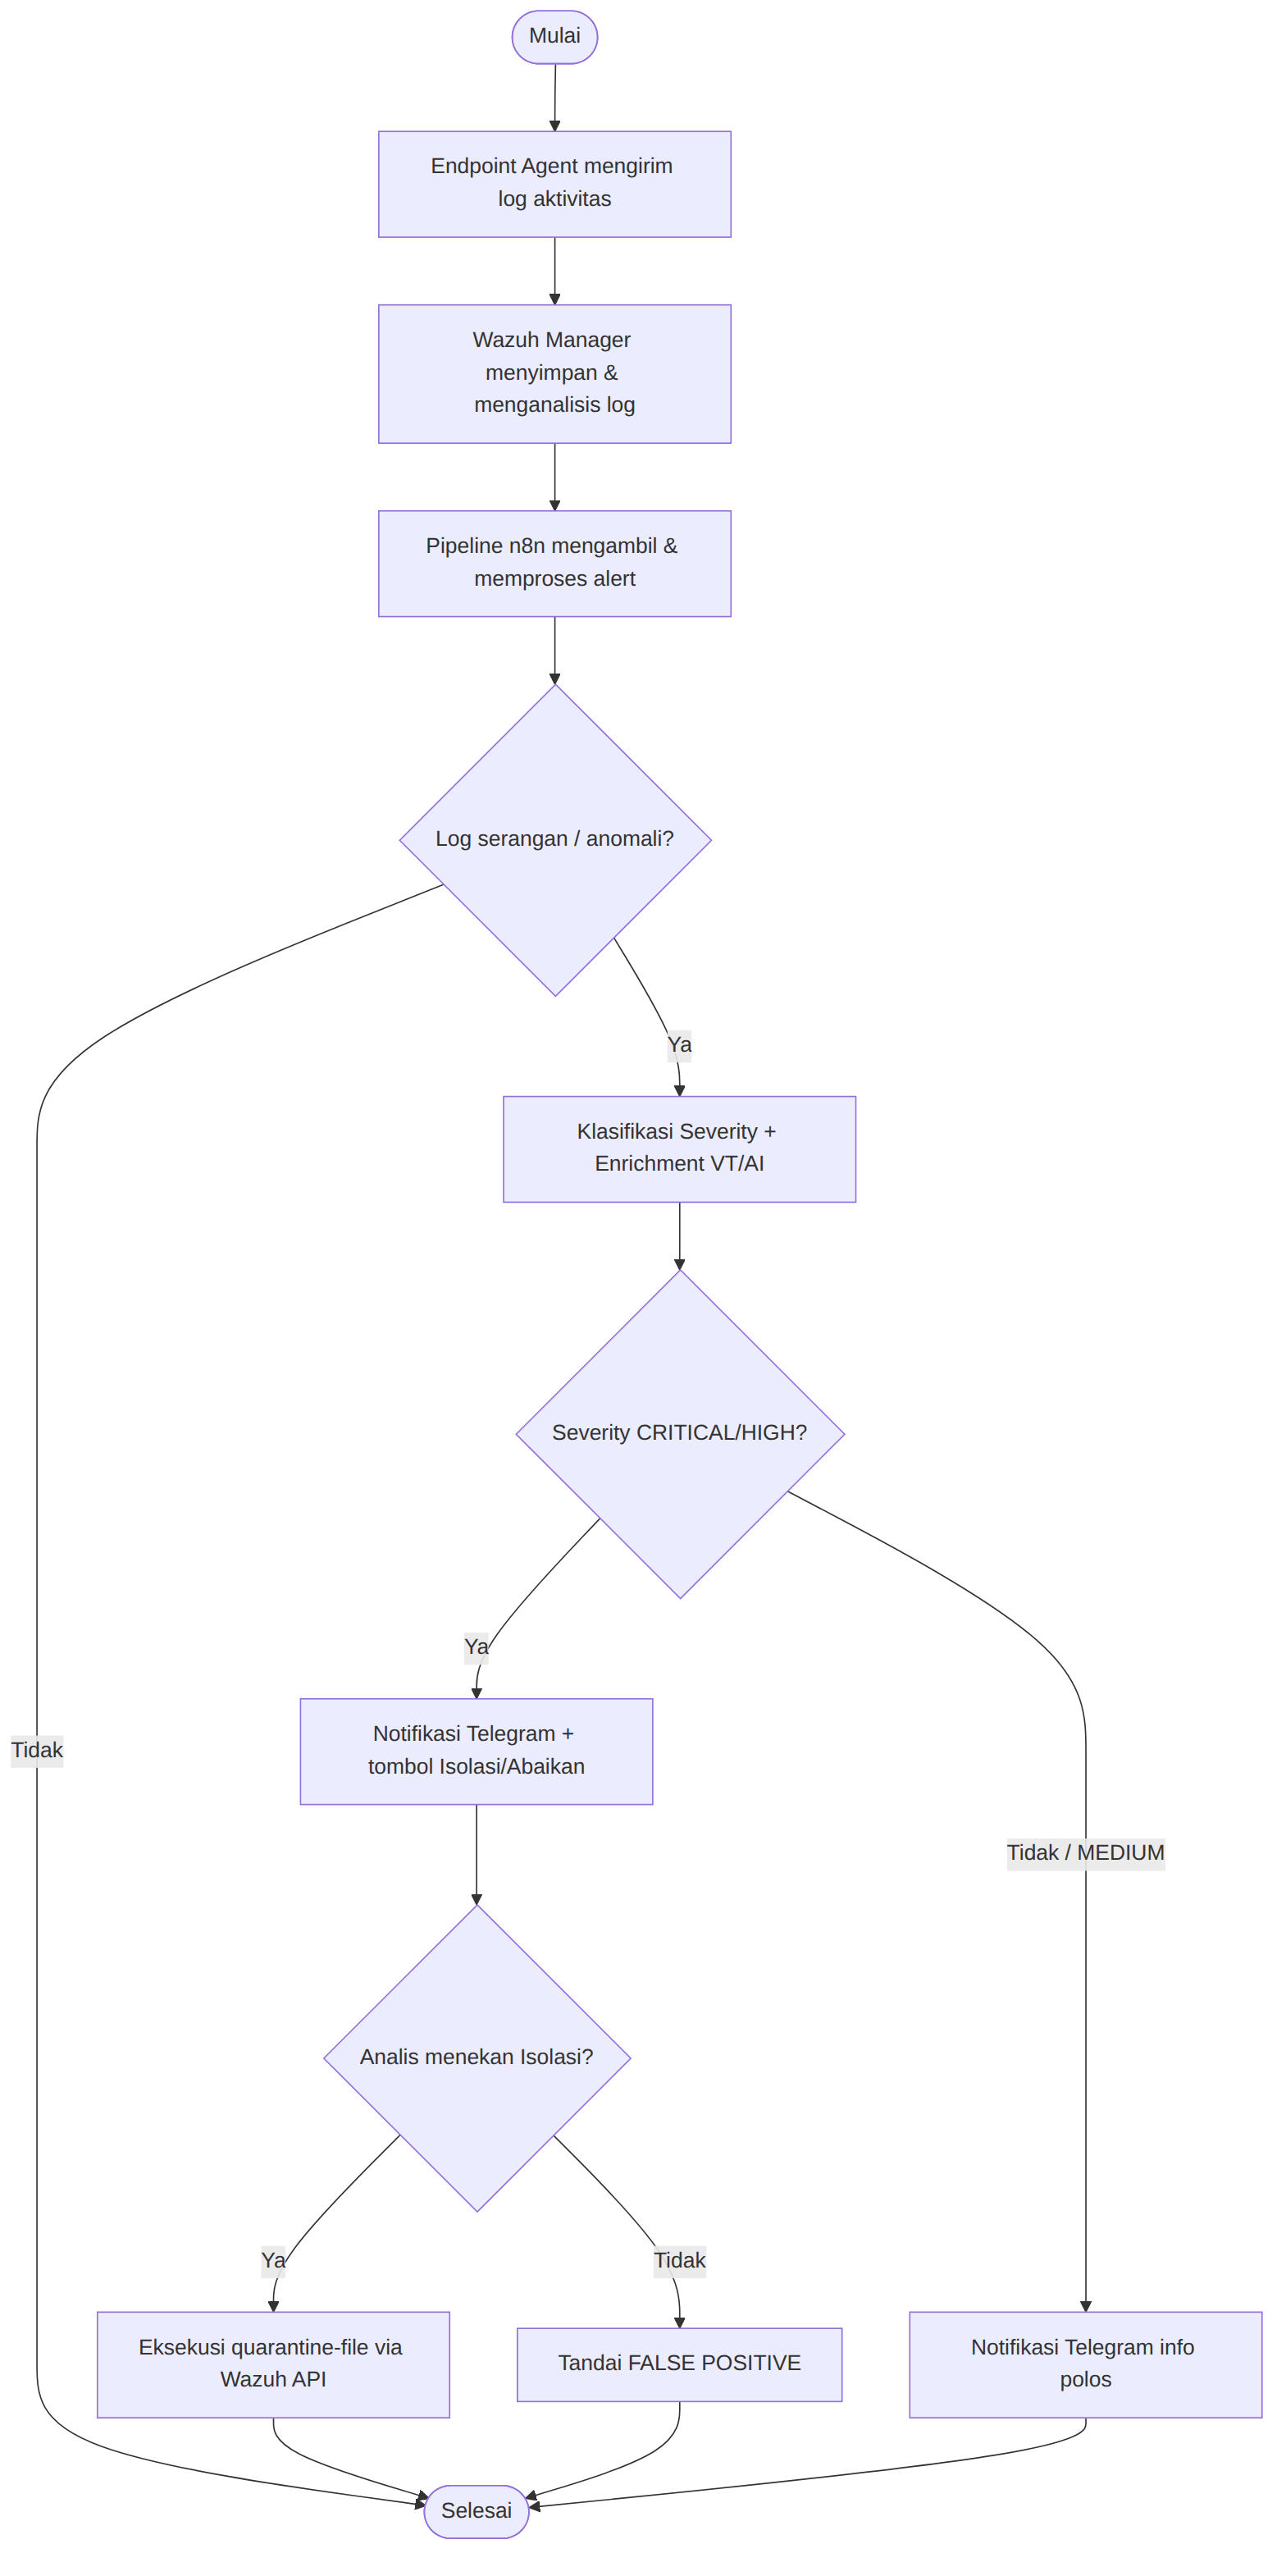 Mulai
Endpoint Agent mengirim
log aktivitas
Wazuh Manager
menyimpan &
menganalisis log
Pipeline n8n mengambil &
memproses alert
Log serangan / anomali?
Ya
Klasifikasi Severity +
Enrichment VT/AI
Severity CRITICAL/HIGH?
Ya
Notifikasi Telegram +
tombol Isolasi/Abaikan
Tidak
Tidak / MEDIUM
Analis menekan Isolasi?
Ya
Tidak
Eksekusi quarantine-file via
Wazuh API
Tandai FALSE POSITIVE
Notifikasi Telegram info
polos
Selesai